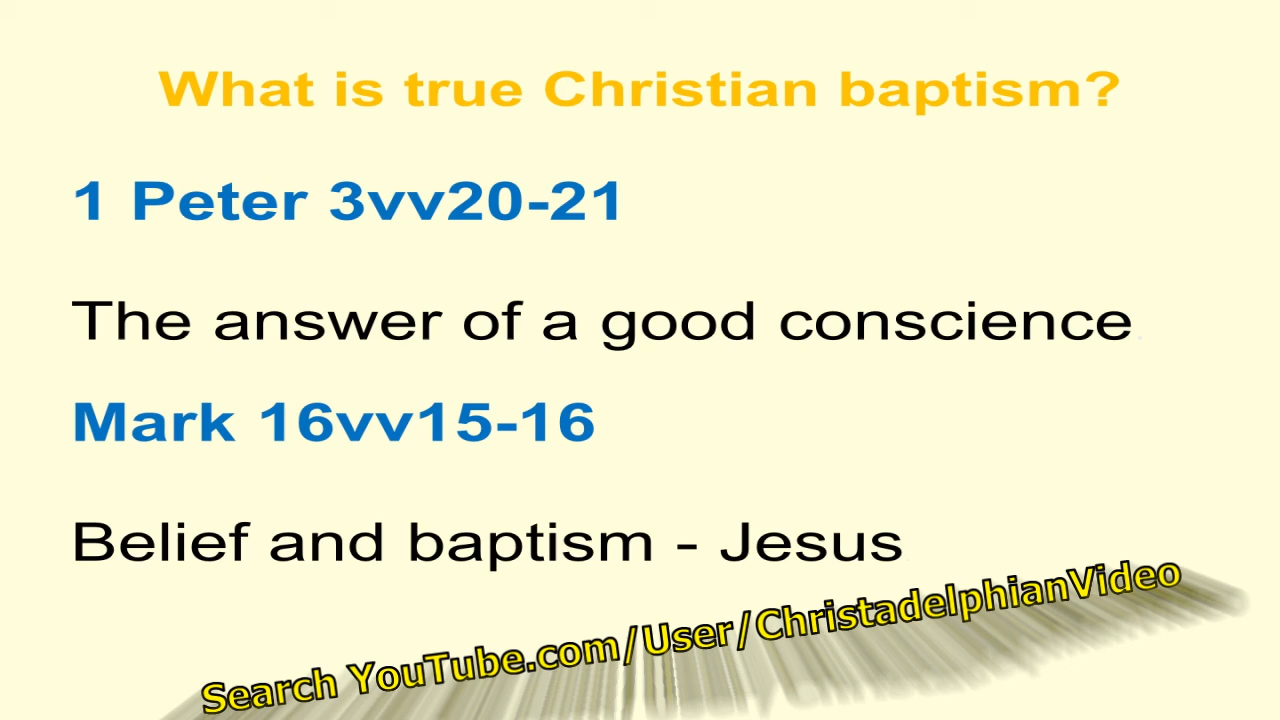 What is true Christian baptism?
1 Peter 3vv20-21
The answer of a good conscience.
Mark 16vv15-16
Belief and baptism - Jesus
Search YouTube.com/User/ChristadelphianVideo